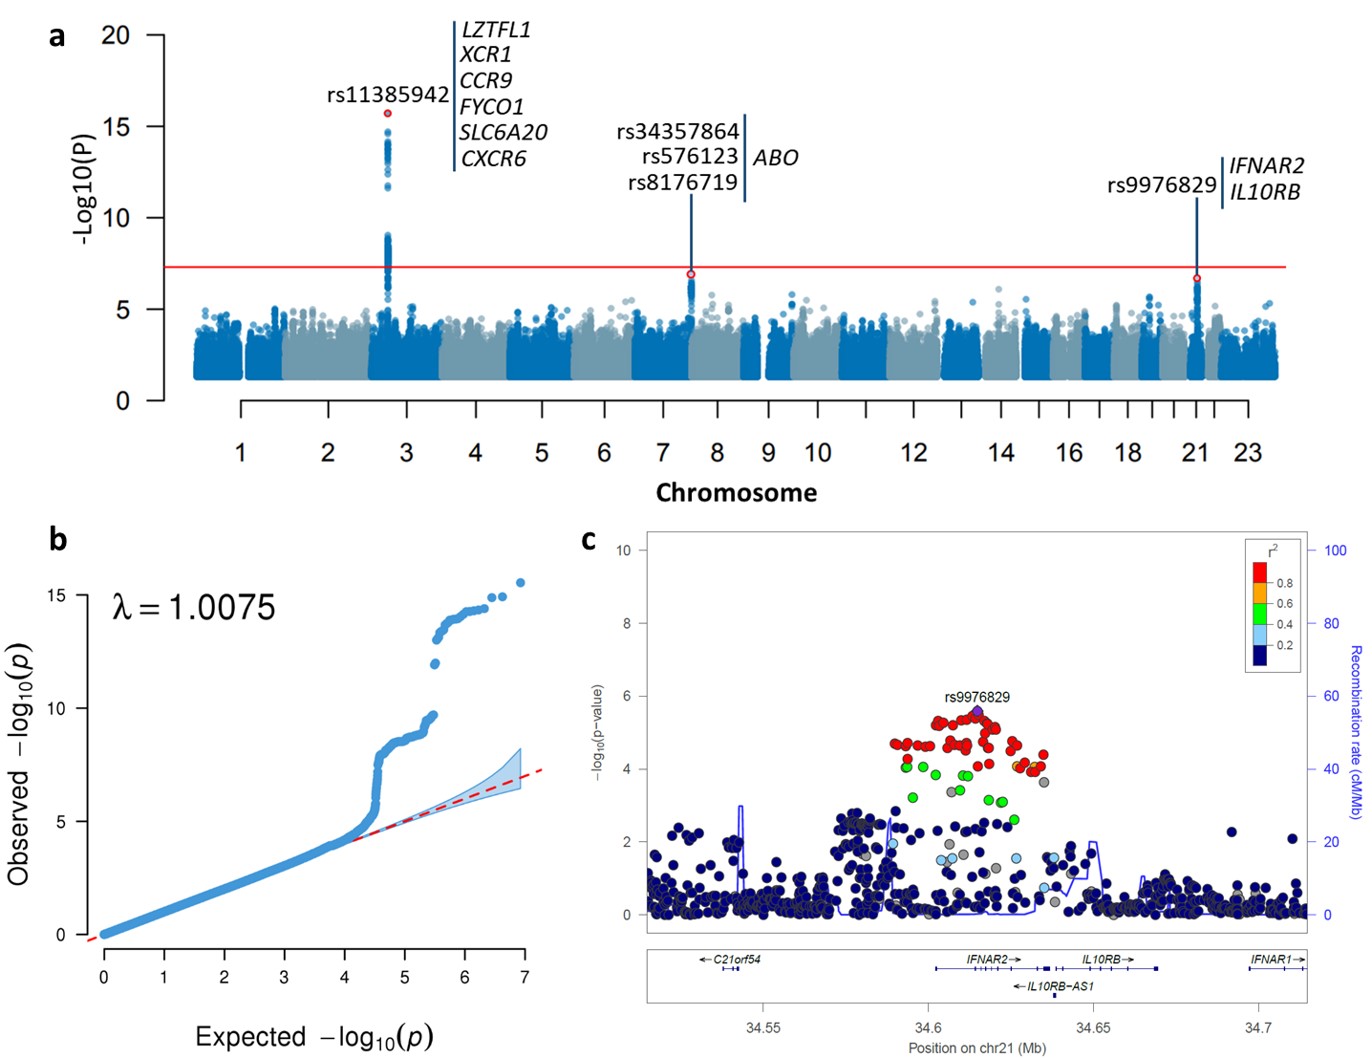 a
20
15
10
5
0
-Log10(P)
rs11385942
LZTFL1
XCR1
CCR9
FYCO1
SLC6A20
CXCR6
rs34357864
rs576123
rs8176719
ABO
rs9976829
IFNAR2
IL10RB
1 2 3 4 5 6 7 8 9 10 12 14 16 18 21 23
Chromosome
b
λ = 1.0075
15
10
5
0
Observed −log10(p)
0 1 2 3 4 5 6 7
Expected −log10(p)
c
10
8
6
4
2
0
−log10(p−value)
rs9976829
r2
0.8
0.6
0.4
0.2
100
80
60
40
20
0
Recombination rate (cM/Mb)
←C21orf54
IFNAR2→
IL10RB→
IFNAR1→
←IL10RB−AS1
34.55 34.6 34.65 34.7
Position on chr21 (Mb)